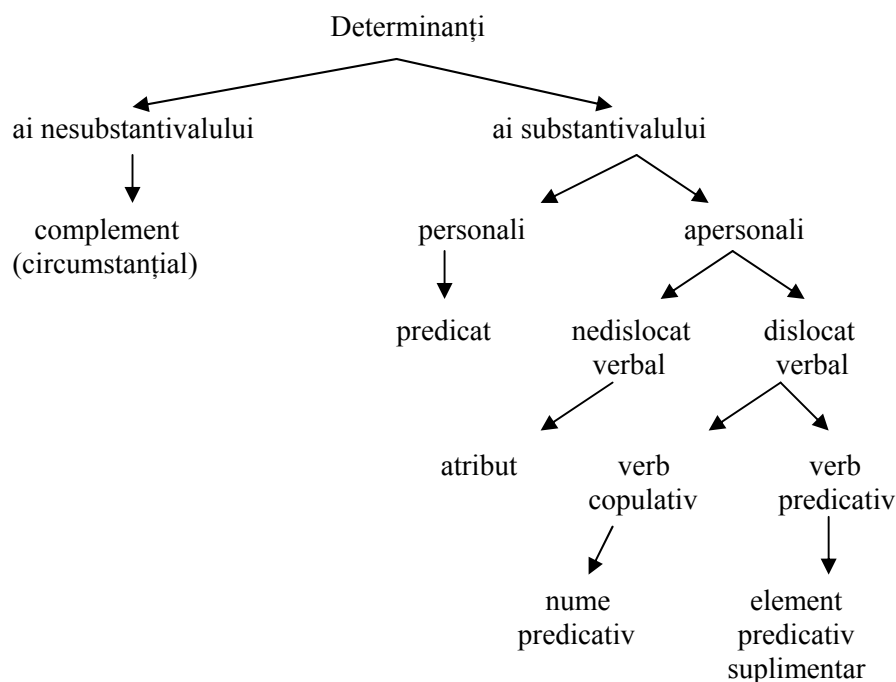 Determinanți
ai nesubstantivalului ai substantivalului
complement personali apersonali
(circumstanțial)
predicat nedislocat dislocat
verbal verbal
atribut verb verb
copulativ predicativ
nume element
predicativ predicativ
suplimentar